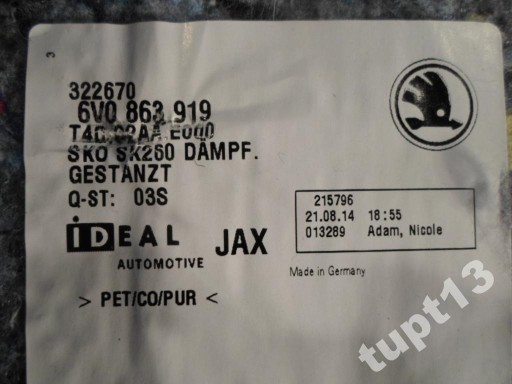 3
322670
6V0 863 919
SKO SK260 DÄMPF.
GESTANZT
Q-ST: 03S
iDEAL JAX
AUTOMOTIVE
> PET/CO/PUR <
215796
21.08.14 18:55
013289 Adam, Nicole
Made in Germany
tupt13